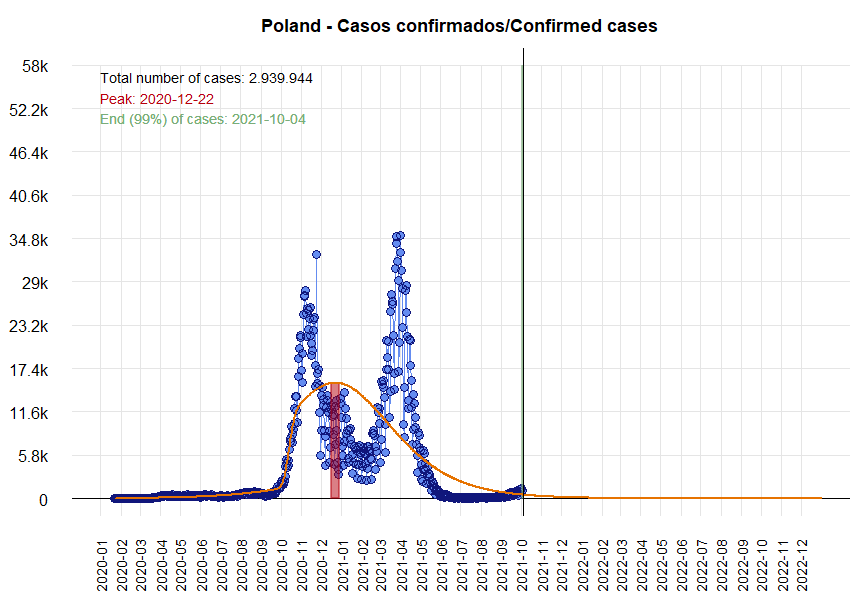 Poland - Casos confirmados/Confirmed cases
58k
Total number of cases: 2.939.944
Peak: 2020-12-22
End (99%) of cases: 2021-10-04
52.2k
46.4k
40.6k
34.8k
29k
23.2k
17.4k
11.6k
5.8k
0
2020-01
2020-02
2020-03
2020-04
2020-05
2020-06
2020-07
2020-08
2020-09
2020-10
2020-11
2020-12
2021-01
2021-02
2021-03
2021-04
2021-05
2021-06
2021-07
2021-08
2021-09
2021-10
2021-11
2021-12
2022-01
2022-02
2022-03
2022-04
2022-05
2022-06
2022-07
2022-08
2022-09
2022-10
2022-11
2022-12